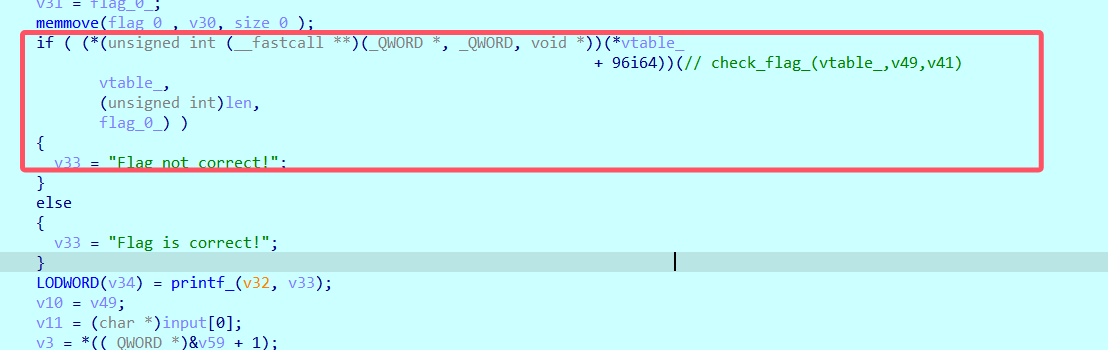 v31 = flag_0_;
memmove(flag_0_, v30, size_0_);
if ( (*(unsigned int (__fastcall **)(_QWORD *, _QWORD, void *))(*vtable_
+ 96i64))(// check_flag_(vtable_,v49,v41)
vtable_,
(unsigned int)len,
flag_0_) )
{
v33 = "Flag not correct!";
}
else
{
v33 = "Flag is correct!";
}
LODWORD(v34) = printf_(v32, v33);
v10 = v49;
v11 = (char *)input[0];
v3 = *((_QWORD *)&v59 + 1);